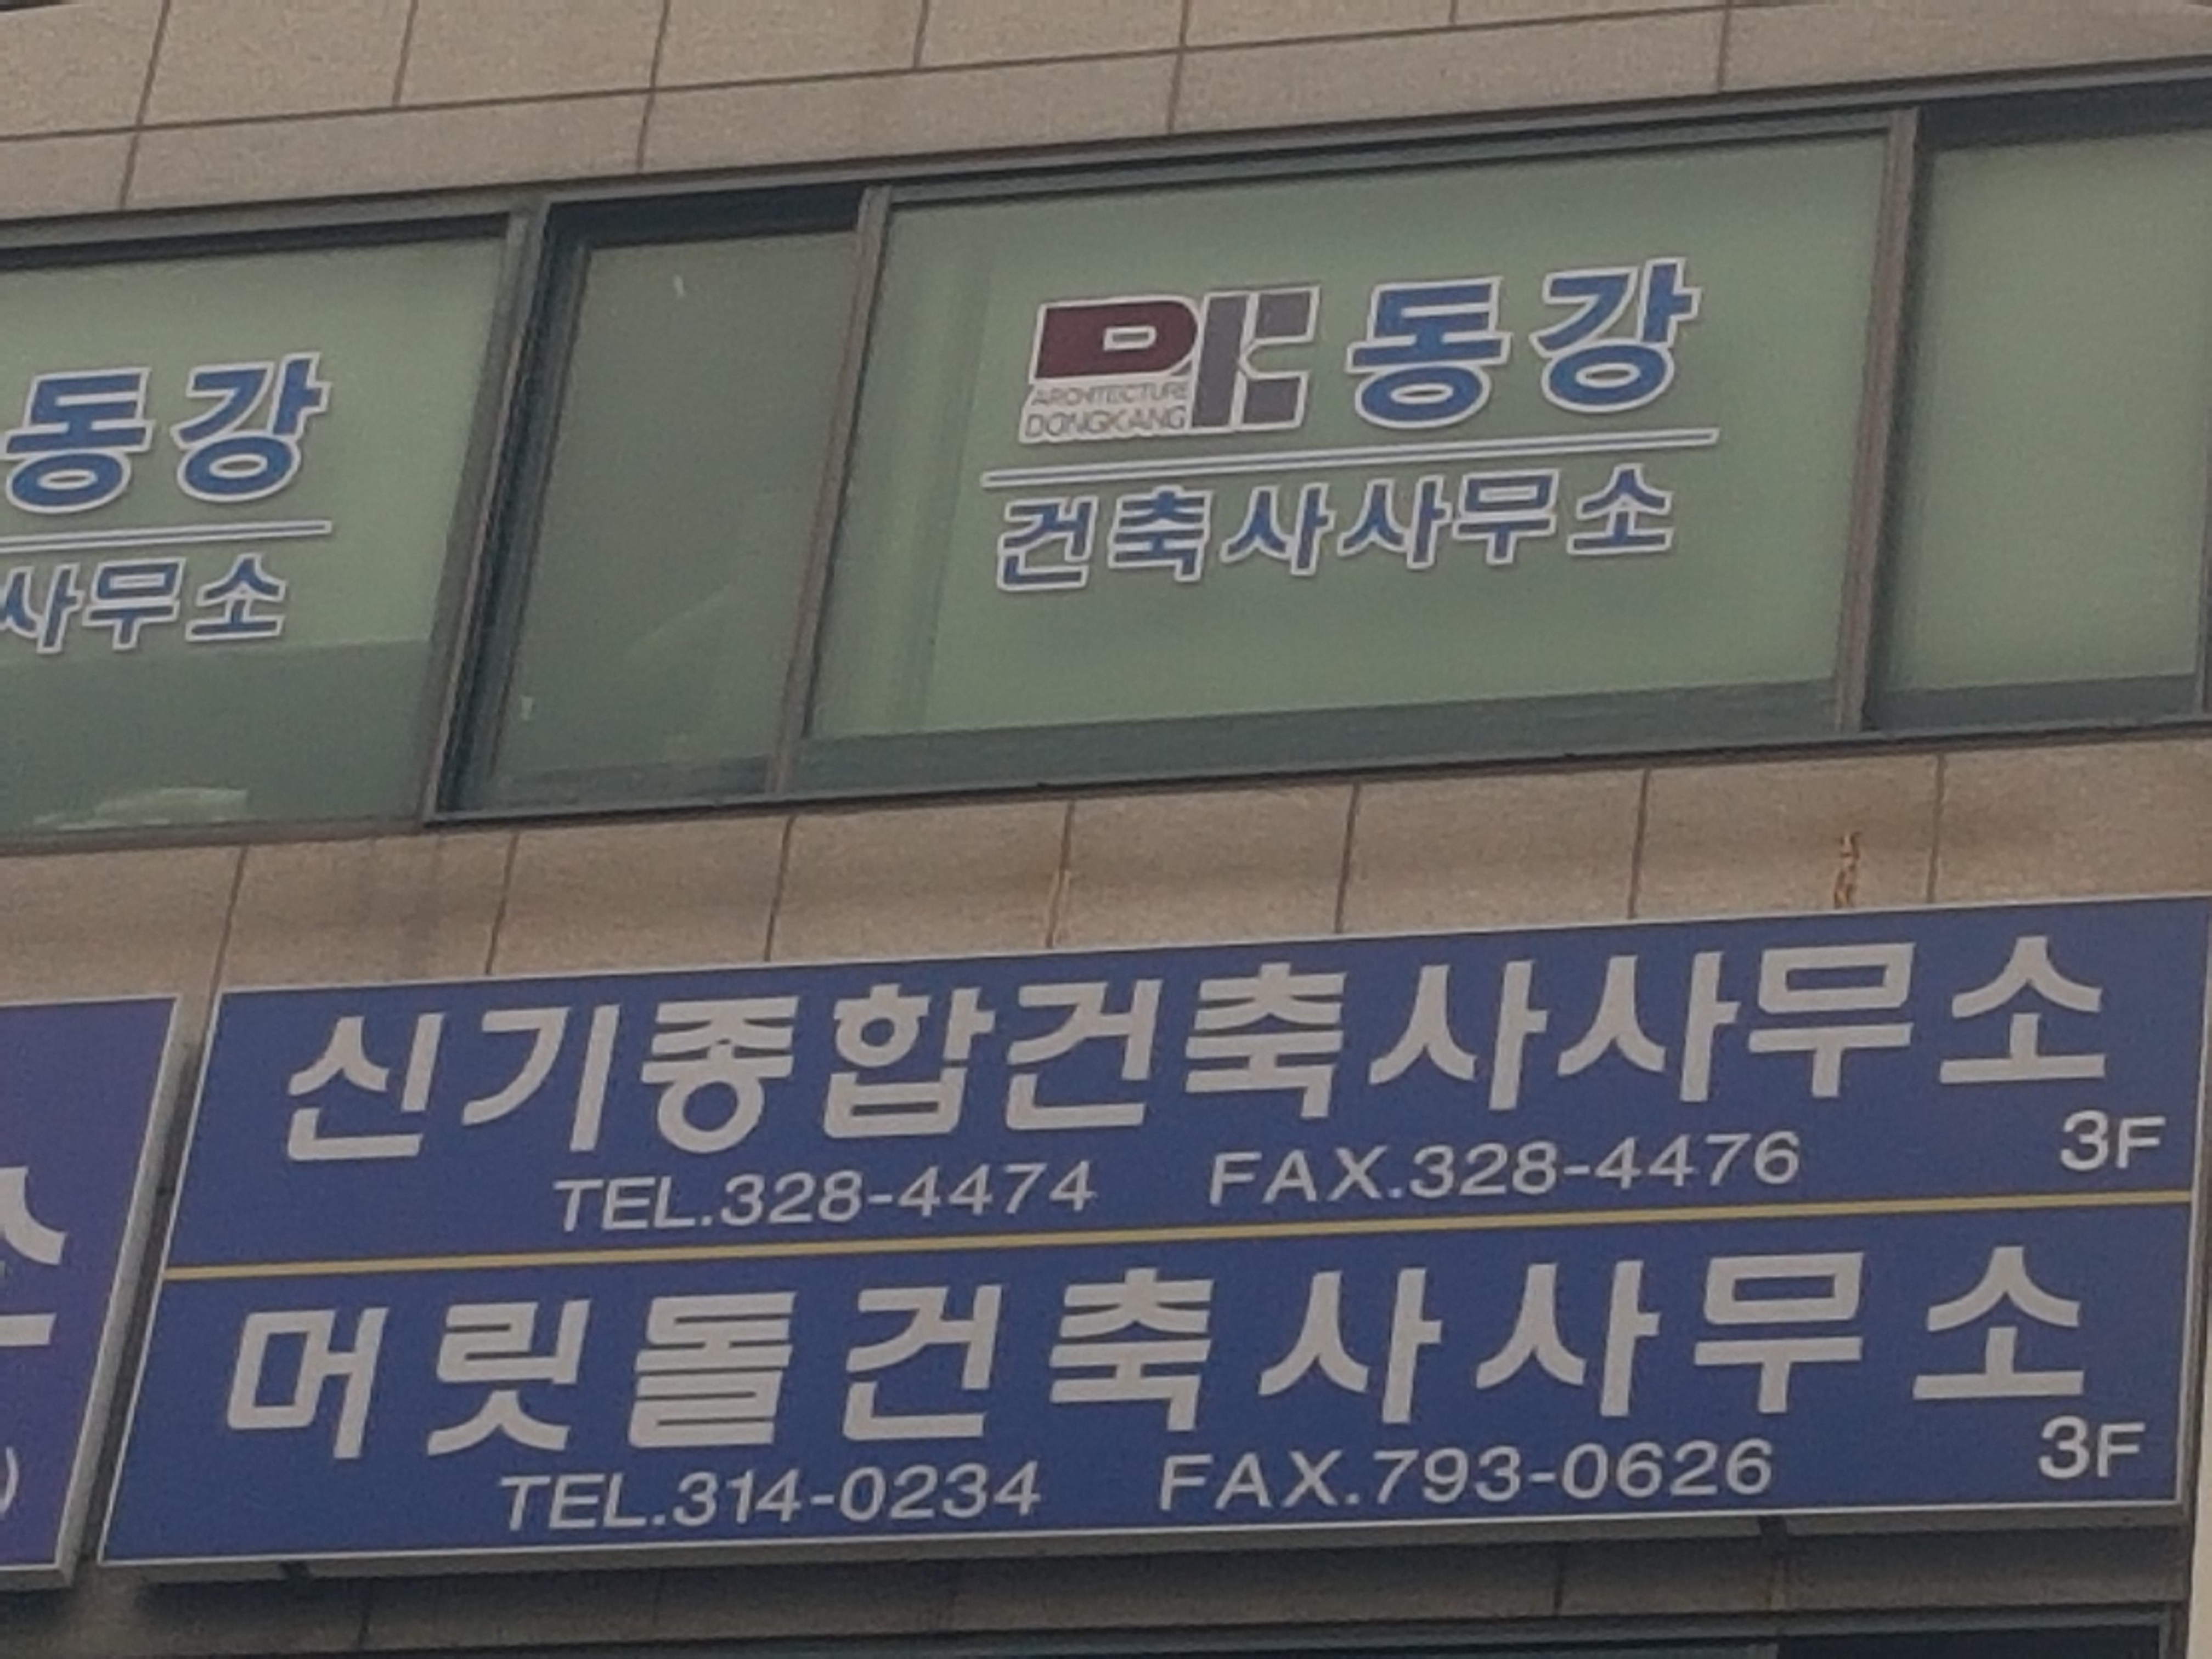 동강
사무소
DK 동강
ARCHITECTURE
DONGKANG
건축사사무소
신기종합건축사사무소
TEL.328-4474 FAX.328-4476 3F
머릿돌건축사사무소
TEL.314-0234 FAX.793-0626 3F